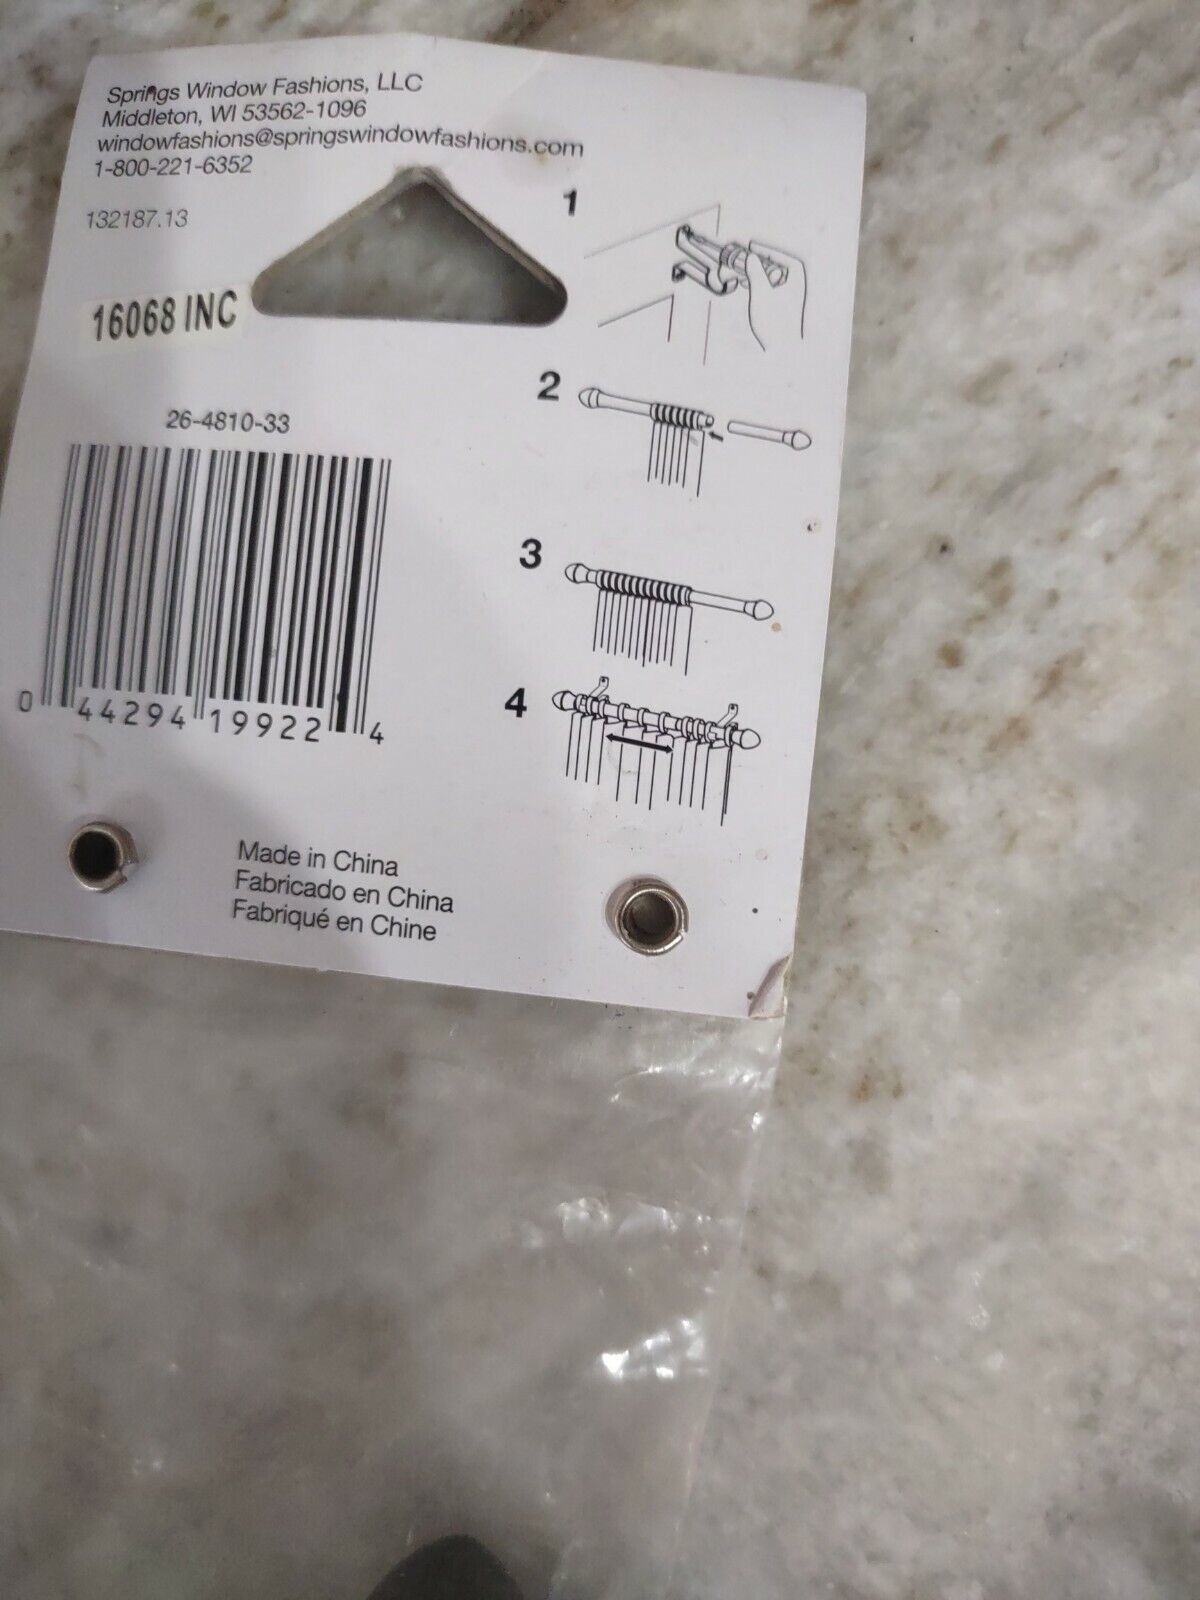 Springs Window Fashions, LLC
Middleton, WI 53562-1096
windowfashions@springswindowfashions.com
1-800-221-6352
132187.13
16068 INC
26-4810-33
0 44294 19922 4
1
2
3
4
Made in China
Fabricado en China
Fabriqué en Chine